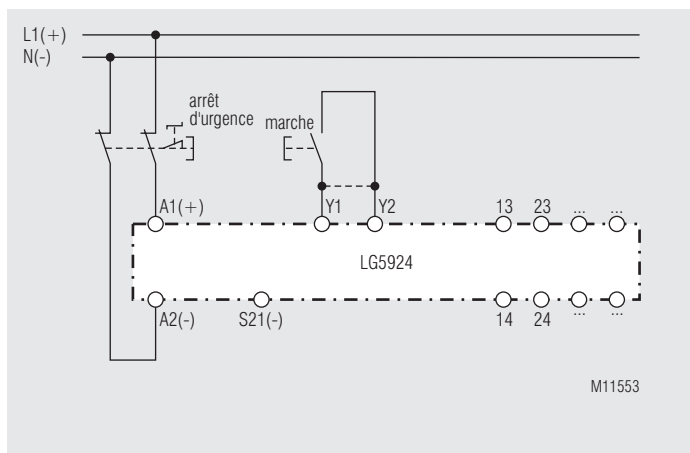 L1(+)
N(-)
arrêt
d'urgence
marche
A1(+)
Y1
Y2
13
23
...
...
LG5924
A2(-)
S21(-)
14
24
...
...
M11553